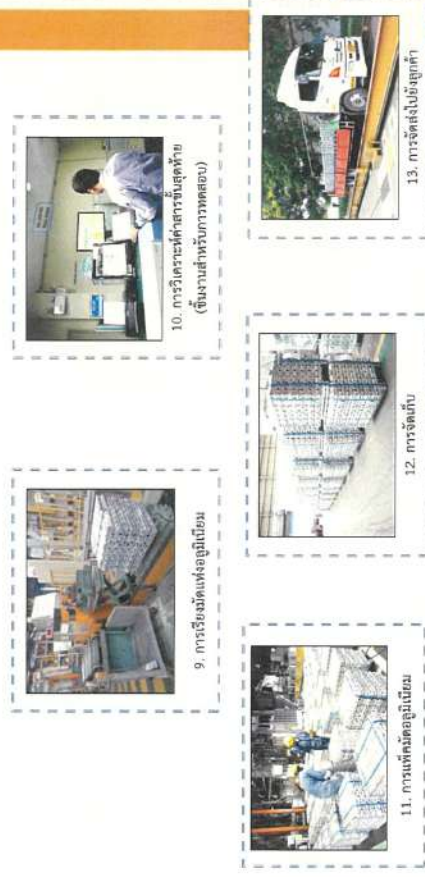 9. การเรียงมัดแท่งอลูมิเนียม
10. การวิเคราะห์ค่าสารขั้นสุดท้าย
(ชิ้นงานสำหรับการทดสอบ)
11. การแพ็คมัดอลูมิเนียม
12. การจัดเก็บ
13. การจัดส่งไปยังลูกค้า